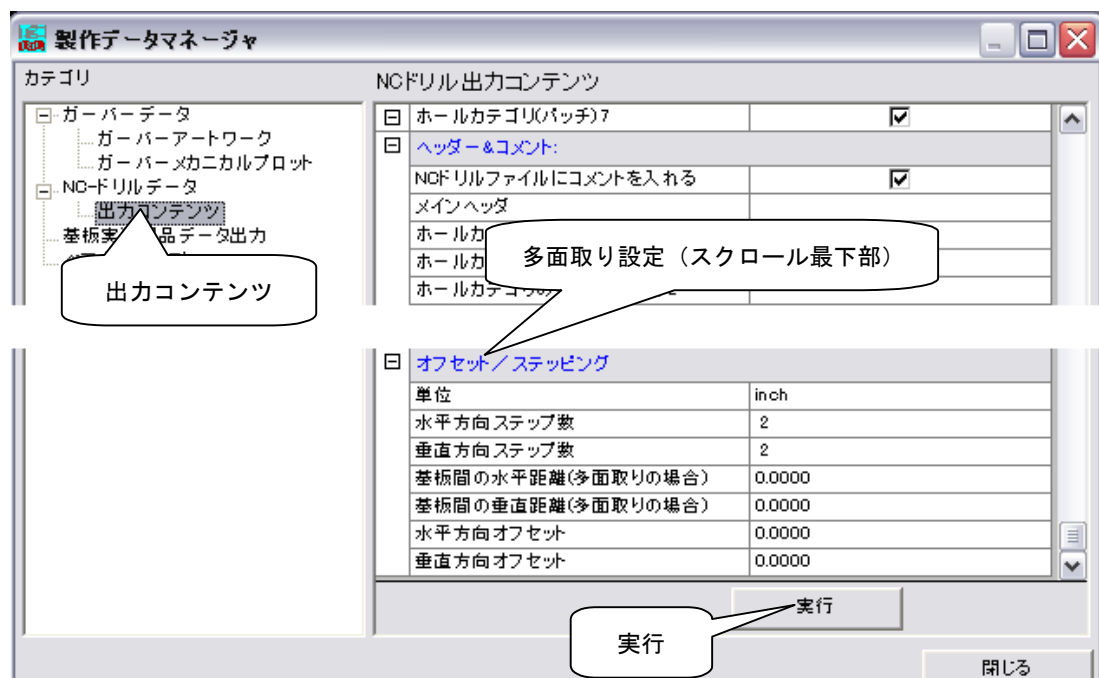 製作データマネージャ
カテゴリ
NCドリル出力コンテンツ
ガーバーデータ
ガーバーアートワーク
ガーバーメカニカルプロット
NC-ドリルデータ
出力コンテンツ
基板実
品データ出力
出力コンテンツ
ホールカテゴリ(パッチ)7
ヘッダー&コメント:
NCドリルファイルにコメントを入れる
メインヘッダ
ホールカ
ホールカ
ホールカテゴリの
多面取り設定（スクロール最下部）
オフセット／ステッピング
単位 inch
水平方向ステップ数 2
垂直方向ステップ数 2
基板間の水平距離(多面取りの場合) 0.0000
基板間の垂直距離(多面取りの場合) 0.0000
水平方向オフセット 0.0000
垂直方向オフセット 0.0000
実行
実行
閉じる